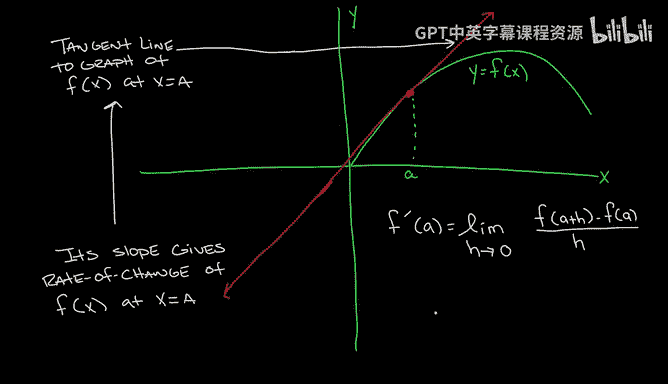 GPT中英字幕课程资源 bilibili
TANGENT LINE
TO GRAPH OF
f(x) at x=A
y
y=f(x)
a
x
f'(a) = lim h→0 f(a+h)-f(a) / h
ITS SLOPE GIVES
RATE-OF-CHANGE OF
f(x) at x=A